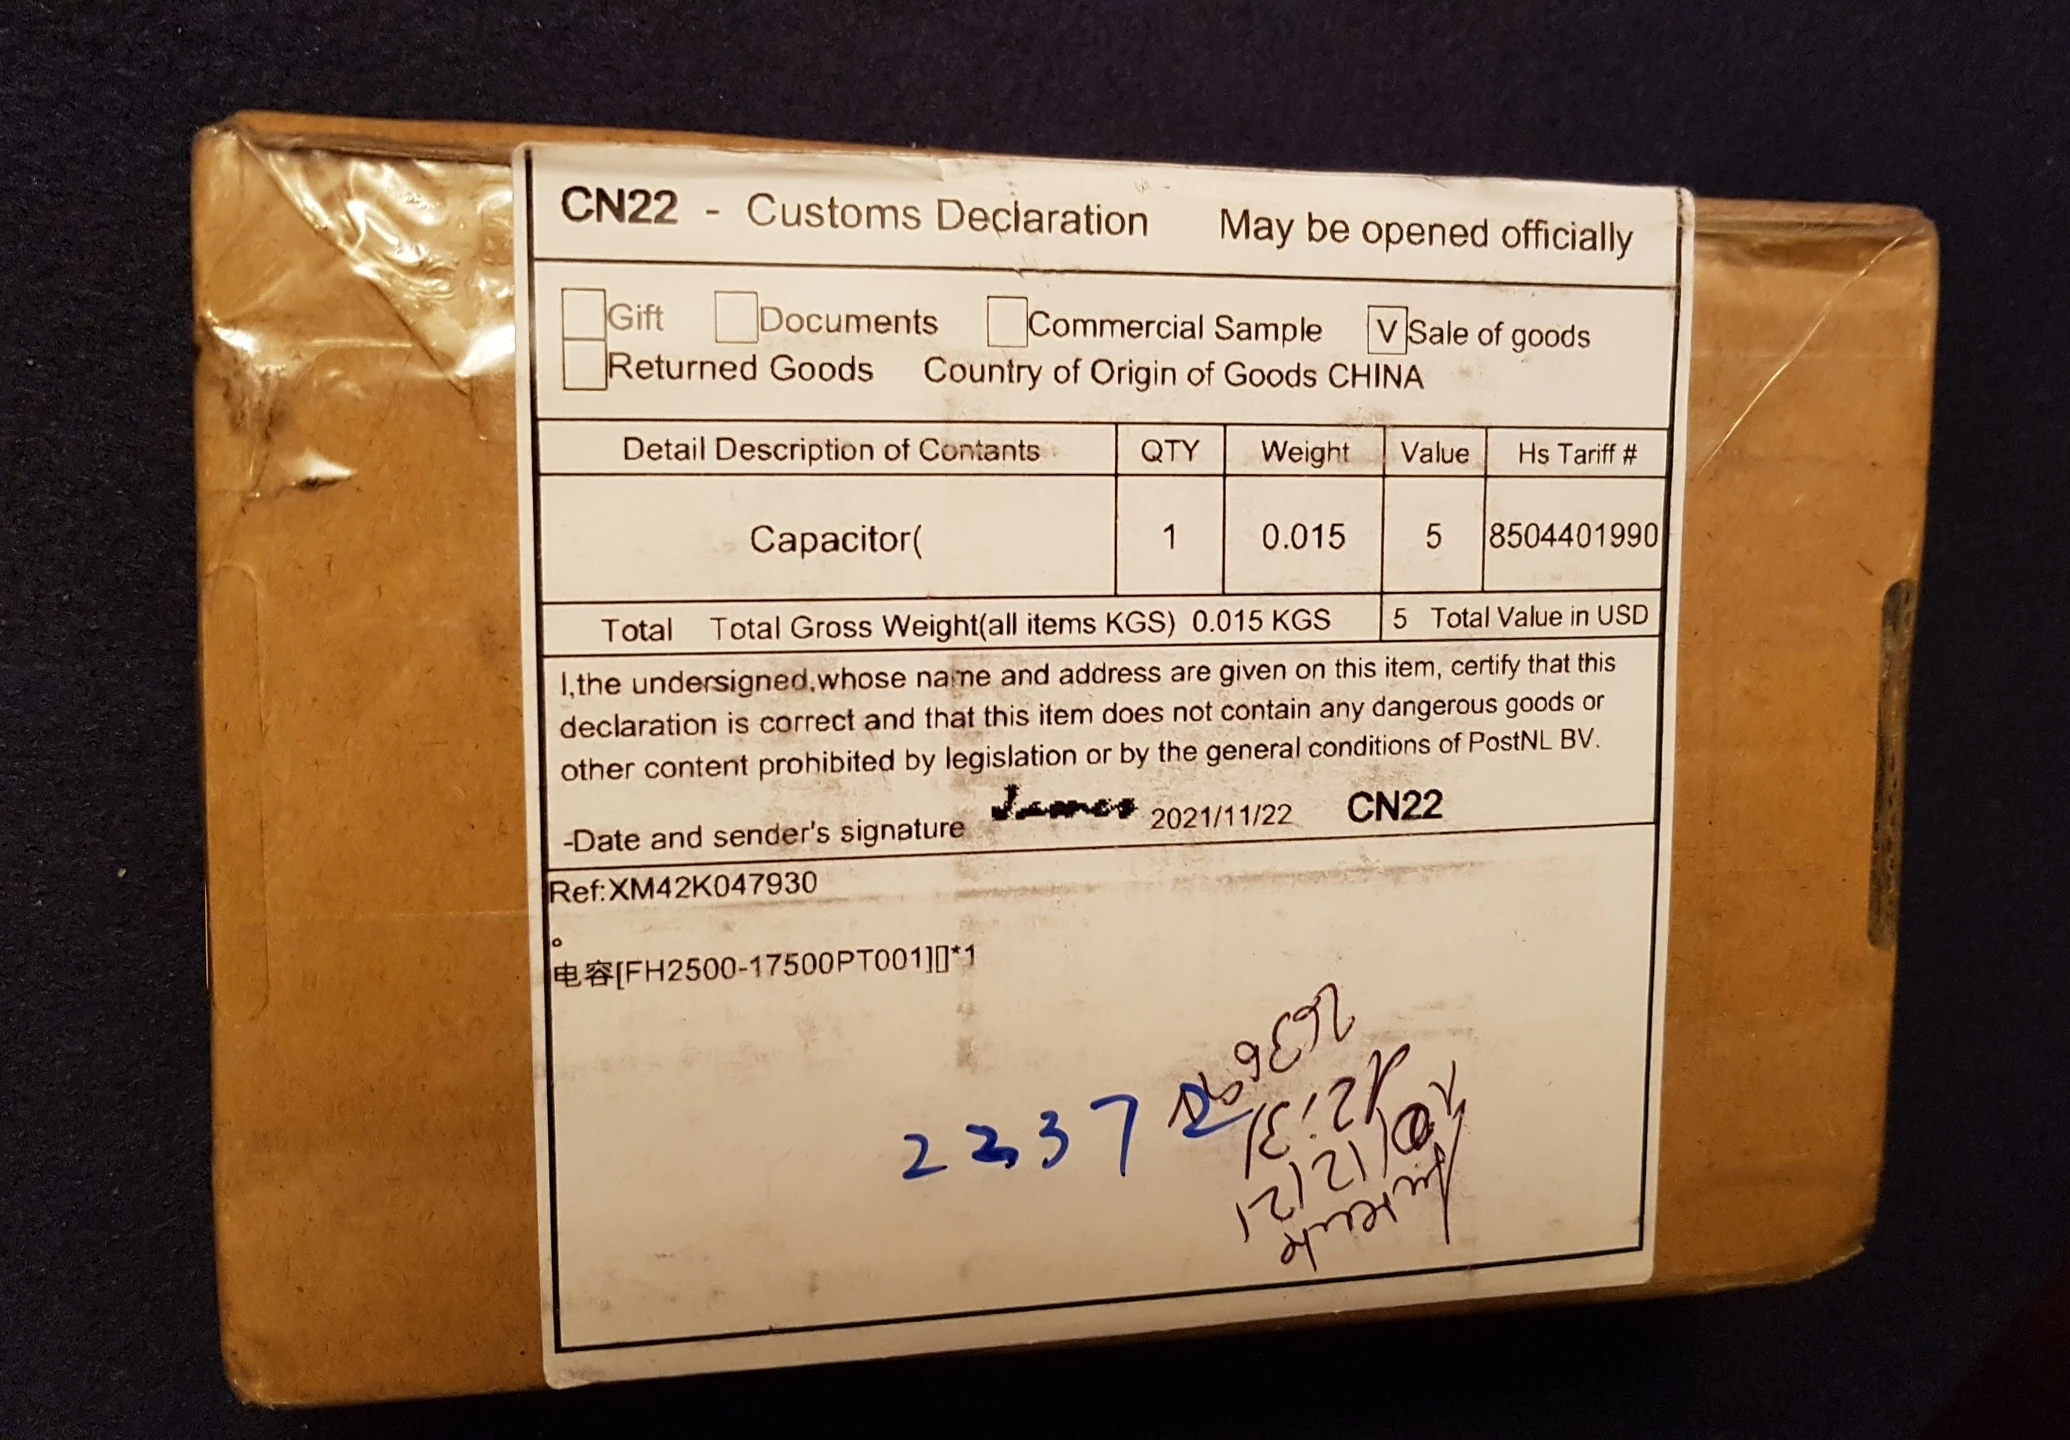 CN22 - Customs Declaration May be opened officially
Gift Documents Commercial Sample V Sale of goods
Returned Goods Country of Origin of Goods CHINA
Detail Description of Contants QTY Weight Value Hs Tariff #
Capacitor( 1 0.015 5 8504401990
Total Total Gross Weight(all items KGS) 0.015 KGS 5 Total Value in USD
I,the undersigned,whose name and address are given on this item, certify that this
declaration is correct and that this item does not contain any dangerous goods or
other content prohibited by legislation or by the general conditions of PostNL BV.
-Date and sender's signature James 2021/11/22 CN22
Ref:XM42K047930
。
电容[FH2500-17500PT001][]*1
2237